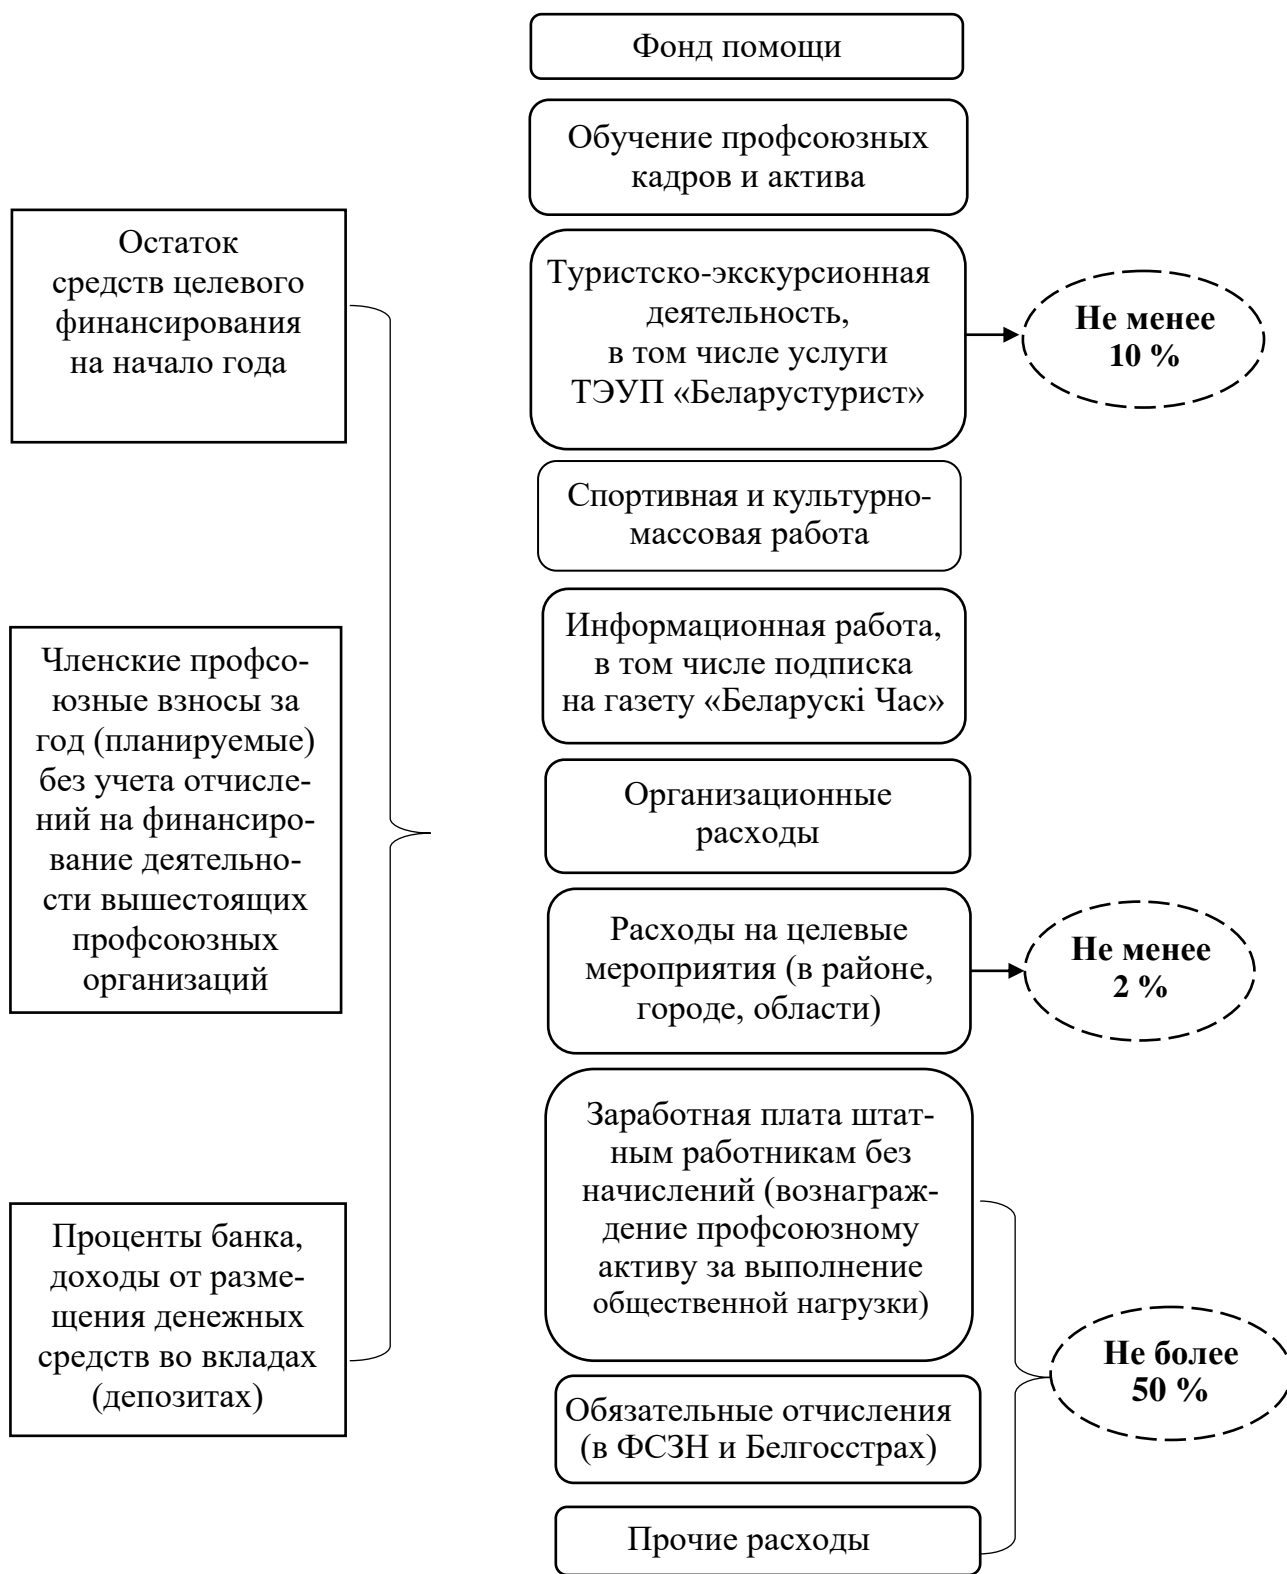 Остаток
средств целевого
финансирования
на начало года
Членские профсо-
юзные взносы за
год (планируемые)
без учета отчисле-
ний на финансиро-
вание деятельно-
сти вышестоящих
профсоюзных
организаций
Проценты банка,
доходы от разме-
щения денежных
средств во вкладах
(депозитах)
Фонд помощи
Обучение профсоюзных
кадров и актива
Туристско-экскурсионная
деятельность,
в том числе услуги
ТЭУП «Беларустурист»
Не менее
10 %
Спортивная и культурно-
массовая работа
Информационная работа,
в том числе подписка
на газету «Беларускі Час»
Организационные
расходы
Расходы на целевые
мероприятия (в районе,
городе, области)
Не менее
2 %
Заработная плата штат-
ным работникам без
начислений (вознаграж-
дение профсоюзному
активу за выполнение
общественной нагрузки)
Обязательные отчисления
(в ФСЗН и Белгосстрах)
Прочие расходы
Не более
50 %